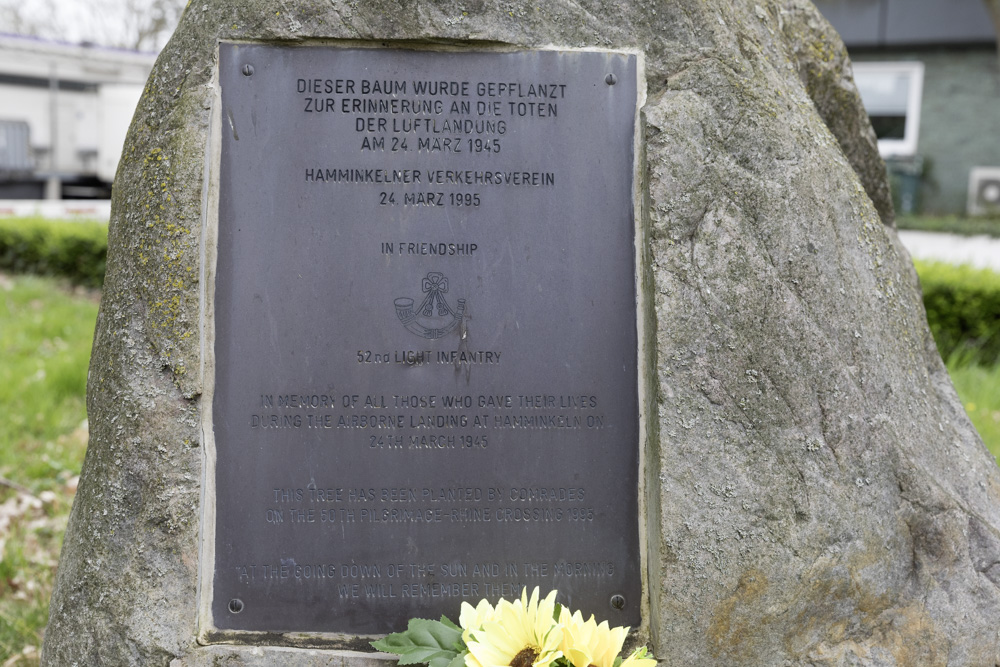 DIESER BAUM WURDE GEPFLANZT
ZUR ERINNERUNG AN DIE TOTEN
DER LUFTLANDUNG
AM 24. MÄRZ 1945
HAMMINKELNER VERKEHRSVEREIN
24. MÄRZ 1995
IN FRIENDSHIP
52nd LIGHT INFANTRY
IN MEMORY OF ALL THOSE WHO GAVE THEIR LIVES
DURING THE AIRBORNE LANDING AT HAMMINKELN ON
24TH MARCH 1945
THIS TREE HAS BEEN PLANTED BY COMRADES
ON THE 50TH PILGRIMAGE-RHINE CROSSING 1995
"AT THE GOING DOWN OF THE SUN AND IN THE MORNING
WE WILL REMEMBER THEM"